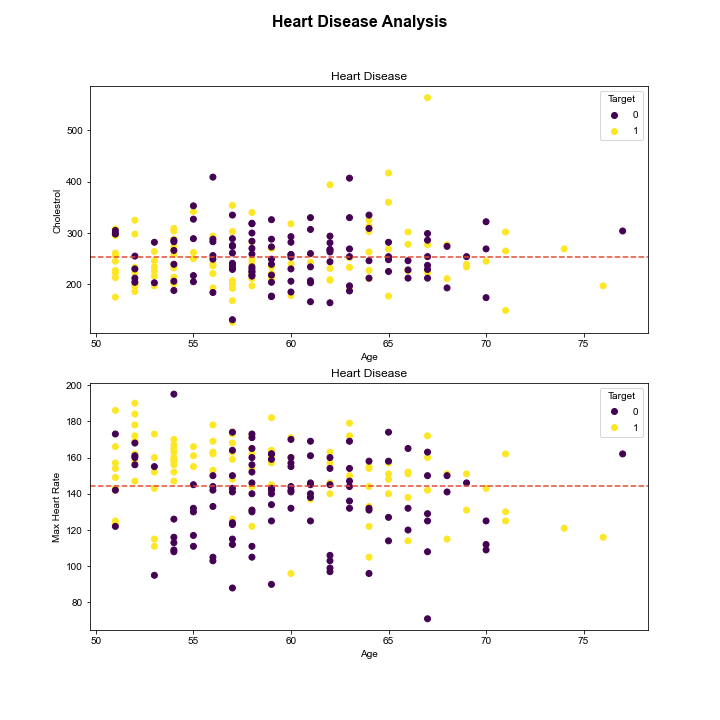 Heart Disease Analysis
Heart Disease
Target
0
1
500
400
300
200
Cholestrol
50 55 60 65 70 75
Age
Heart Disease
Target
0
1
200
180
160
140
120
100
80
Max Heart Rate
50 55 60 65 70 75
Age